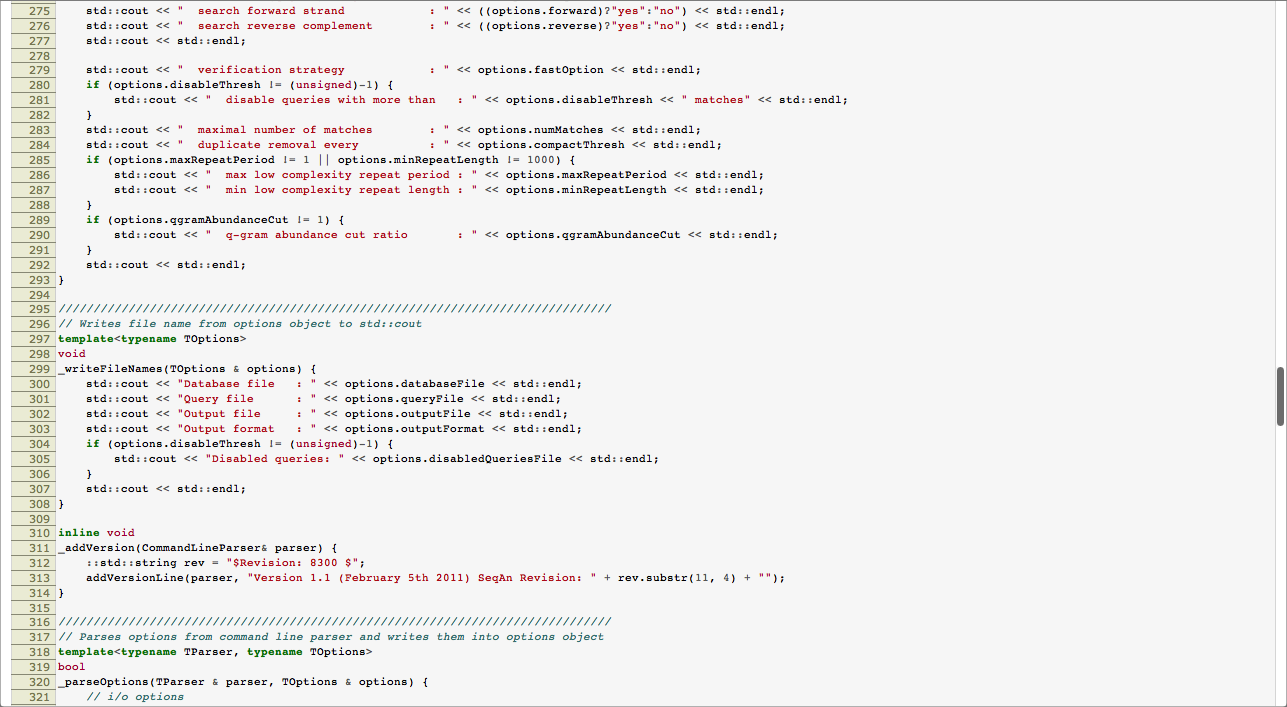 275     std::cout << "  search forward strand            : " << ((options.forward)?"yes":"no") << std::endl;
276     std::cout << "  search reverse complement        : " << ((options.reverse)?"yes":"no") << std::endl;
277     std::cout << std::endl;
278
279     std::cout << "  verification strategy            : " << options.fastOption << std::endl;
280     if (options.disableThresh != (unsigned)-1) {
281         std::cout << "  disable queries with more than   : " << options.disableThresh << " matches" << std::endl;
282     }
283     std::cout << "  maximal number of matches        : " << options.numMatches << std::endl;
284     std::cout << "  duplicate removal every          : " << options.compactThresh << std::endl;
285     if (options.maxRepeatPeriod != 1 || options.minRepeatLength != 1000) {
286         std::cout << "  max low complexity repeat period : " << options.maxRepeatPeriod << std::endl;
287         std::cout << "  min low complexity repeat length : " << options.minRepeatLength << std::endl;
288     }
289     if (options.qgramAbundanceCut != 1) {
290         std::cout << "  q-gram abundance cut ratio       : " << options.qgramAbundanceCut << std::endl;
291     }
292     std::cout << std::endl;
293 }
294
295 ///////////////////////////////////////////////////////////////////////////////
296 // Writes file name from options object to std::cout
297 template<typename TOptions>
298 void
299 _writeFileNames(TOptions & options) {
300     std::cout << "Database file   : " << options.databaseFile << std::endl;
301     std::cout << "Query file      : " << options.queryFile << std::endl;
302     std::cout << "Output file     : " << options.outputFile << std::endl;
303     std::cout << "Output format   : " << options.outputFormat << std::endl;
304     if (options.disableThresh != (unsigned)-1) {
305         std::cout << "Disabled queries: " << options.disabledQueriesFile << std::endl;
306     }
307     std::cout << std::endl;
308 }
309
310 inline void
311 _addVersion(CommandLineParser& parser) {
312     ::std::string rev = "$Revision: 8300 $";
313     addVersionLine(parser, "Version 1.1 (February 5th 2011) SeqAn Revision: " + rev.substr(11, 4) + "");
314 }
315
316 ///////////////////////////////////////////////////////////////////////////////
317 // Parses options from command line parser and writes them into options object
318 template<typename TParser, typename TOptions>
319 bool
320 _parseOptions(TParser & parser, TOptions & options) {
321     // i/o options